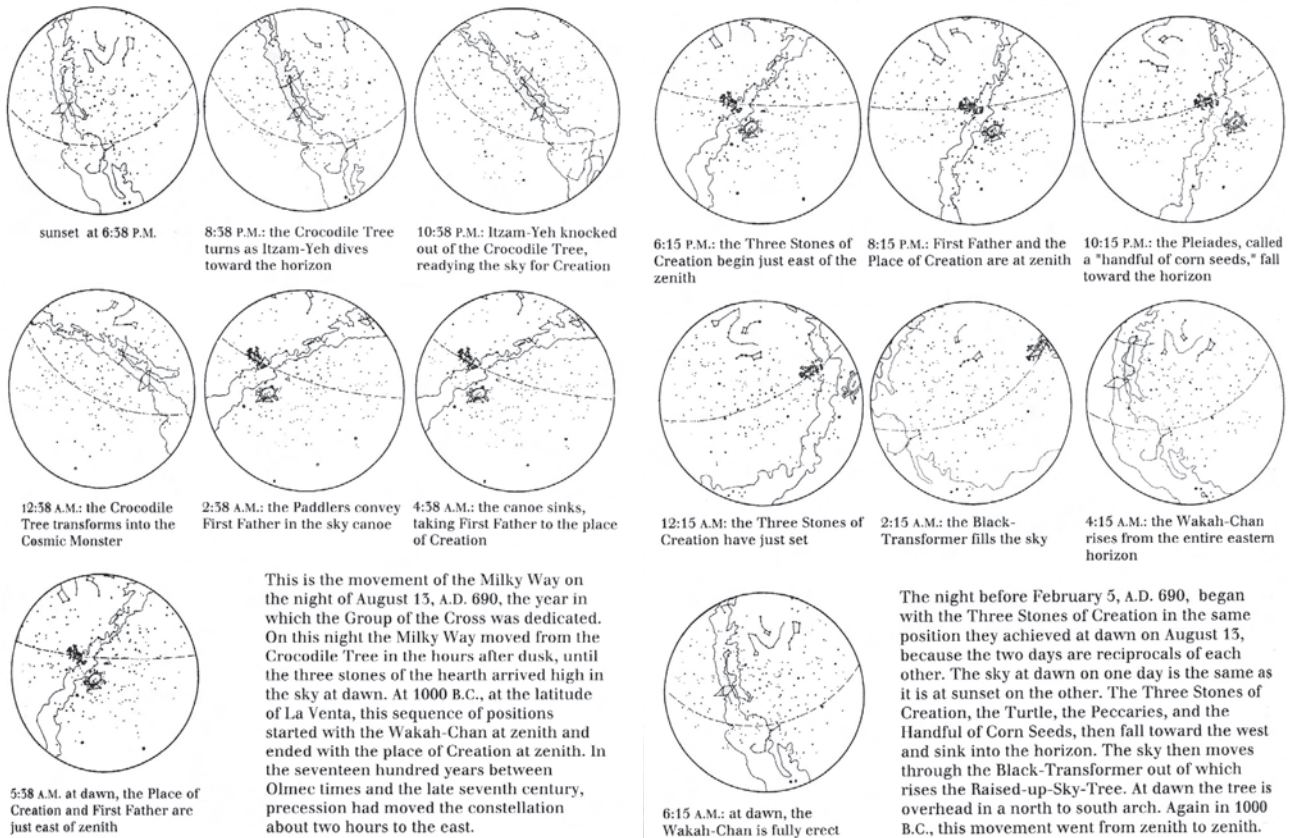 sunset at 6:38 P.M.
8:38 P.M.: the Crocodile Tree
turns as Itzam-Yeh dives
toward the horizon
10:38 P.M.: Itzam-Yeh knocked
out of the Crocodile Tree,
readying the sky for Creation
12:38 A.M.: the Crocodile
Tree transforms into the
Cosmic Monster
2:38 A.M.: the Paddlers convey
First Father in the sky canoe
4:38 A.M.: the canoe sinks,
taking First Father to the place
of Creation
5:38 A.M. at dawn, the Place of
Creation and First Father are
just east of zenith
This is the movement of the Milky Way on
the night of August 13, A.D. 690, the year in
which the Group of the Cross was dedicated.
On this night the Milky Way moved from the
Crocodile Tree in the hours after dusk, until
the three stones of the hearth arrived high in
the sky at dawn. At 1000 B.C., at the latitude
of La Venta, this sequence of positions
started with the Wakah-Chan at zenith and
ended with the place of Creation at zenith. In
the seventeen hundred years between
Olmec times and the late seventh century,
precession had moved the constellation
about two hours to the east.
6:15 P.M.: the Three Stones of
Creation begin just east of the
zenith
8:15 P.M.: First Father and the
Place of Creation are at zenith
10:15 P.M.: the Pleiades, called
a "handful of corn seeds," fall
toward the horizon
12:15 A.M: the Three Stones of
Creation have just set
2:15 A.M.: the Black-
Transformer fills the sky
4:15 A.M.: the Wakah-Chan
rises from the entire eastern
horizon
6:15 A.M.: at dawn, the
Wakah-Chan is fully erect
The night before February 5, A.D. 690, began
with the Three Stones of Creation in the same
position they achieved at dawn on August 13,
because the two days are reciprocals of each
other. The sky at dawn on one day is the same as
it is at sunset on the other. The Three Stones of
Creation, the Turtle, the Peccaries, and the
Handful of Corn Seeds, then fall toward the west
and sink into the horizon. The sky then moves
through the Black-Transformer out of which
rises the Raised-up-Sky-Tree. At dawn the tree is
overhead in a north to south arch. Again in 1000
B.C., this movement went from zenith to zenith.